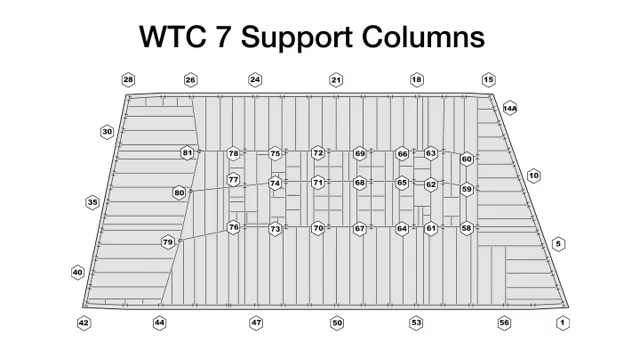 WTC 7 Support Columns
28 26 24 21 18 15
14A
30
81 78 75 72 69 66 63 60
77 74 71 68 65 62 59
10
80
35
79 76 73 70 67 64 61 58
5
40
42 44 47 50 53 56 1